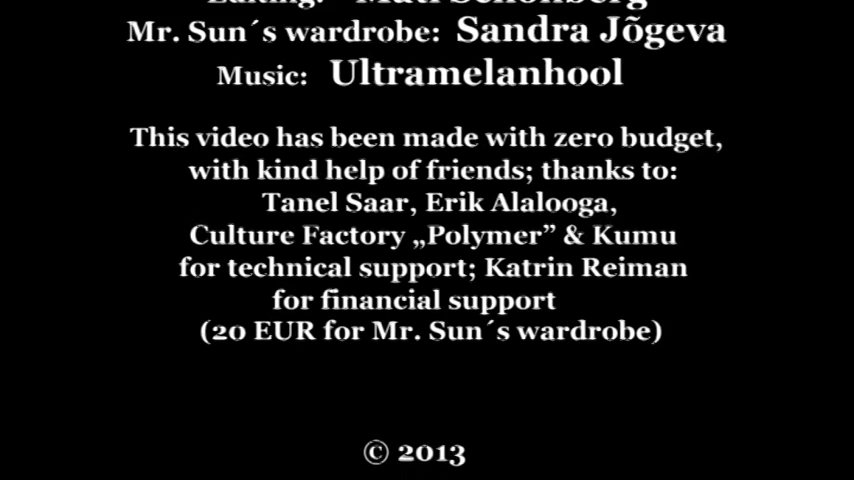 Mr. Sun´s wardrobe: Sandra Jõgeva
Music: Ultramelanhool
This video has been made with zero budget,
with kind help of friends; thanks to:
Tanel Saar, Erik Alalooga,
Culture Factory „Polymer” & Kumu
for technical support; Katrin Reiman
for financial support
(20 EUR for Mr. Sun´s wardrobe)
© 2013